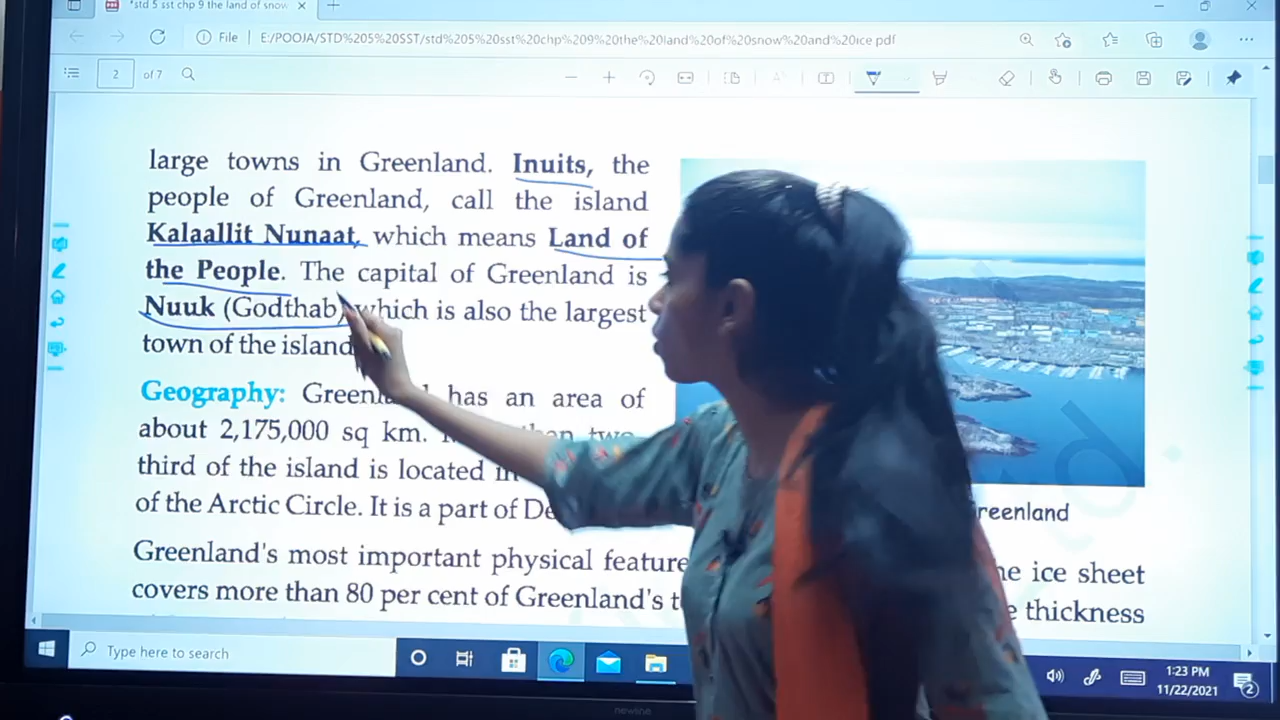 *std 5 sst chp 9 the land of snow
File E:/POOJA/STD%205%20SST/std%205%20sst%20chp%209%20the%20land%20of%20snow%20and%20ice.pdf
2 of 7
large towns in Greenland. Inuits, the
people of Greenland, call the island
Kalaallit Nunaat, which means Land of
the People. The capital of Greenland is
Nuuk (Godthab) which is also the largest
town of the island
Geography: has an area of
about 2,175,000 sq km. than two
third of the island is located
of the Arctic Circle. It is a part of
reenland
Greenland's most important physical feature
ice sheet
covers more than 80 per cent of Greenland's
thickness
Type here to search
1:23 PM
11/22/2021
2
newline